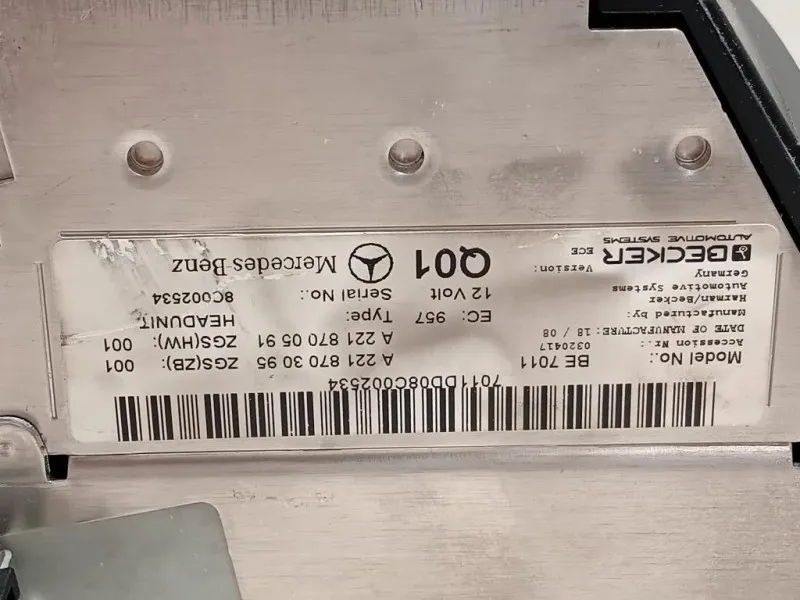 BECKER
AUTOMOTIVE SYSTEMS
Version: ECE
Q01
Mercedes-Benz
Manufactured by:
Harman/Becker
Automotive Systems
Germany
12 Volt
Serial No.:
8C002534
DATE OF MANUFACTURE: 18 / 08
EC: 957
Type:
HEADUNIT
Accession Nr.: 0320417
A 221 870 05 91
ZGS(HW): 001
Model No.: BE 7011
A 221 870 30 95
ZGS(ZB): 001
7011DD08C002534